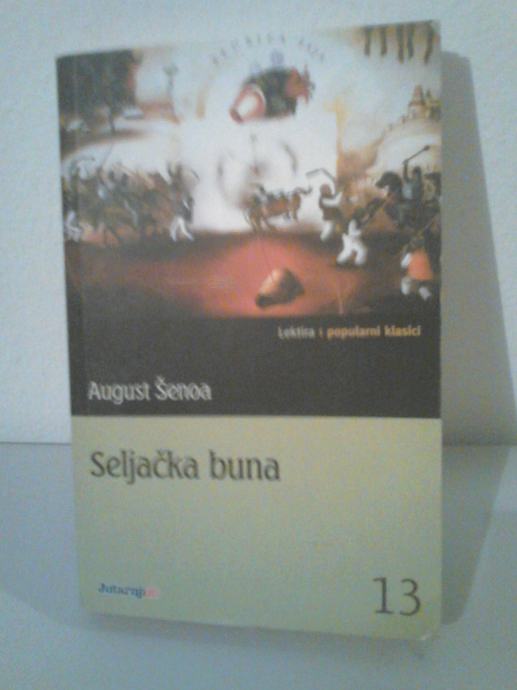 Lektira i popularni klasici
August Šenoa
Seljačka buna
Jutarnji
13